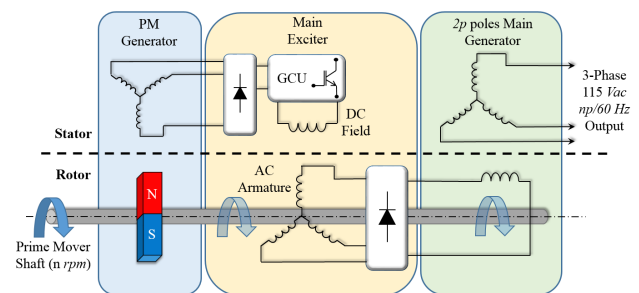 PM
Generator
Main
Exciter
2p poles Main
Generator
GCU
DC
Field
3-Phase
115 Vac
np/60 Hz
Output
Stator
Rotor
AC
Armature
N
S
Prime Mover
Shaft (n rpm)